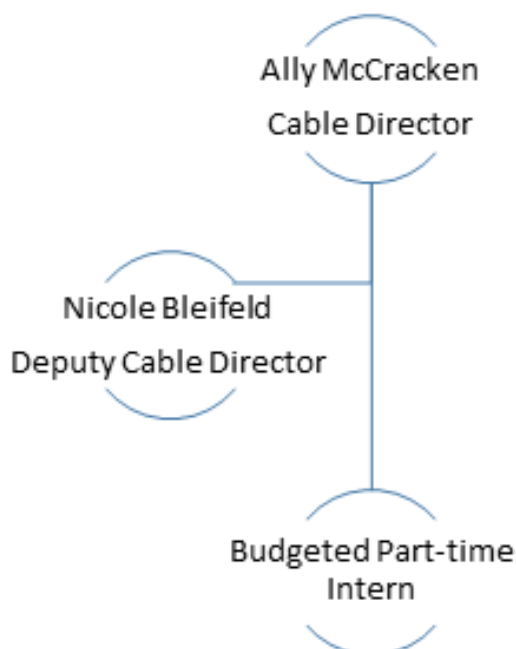 Ally McCracken
Cable Director
Nicole Bleifeld
Deputy Cable Director
Budgeted Part-time
Intern